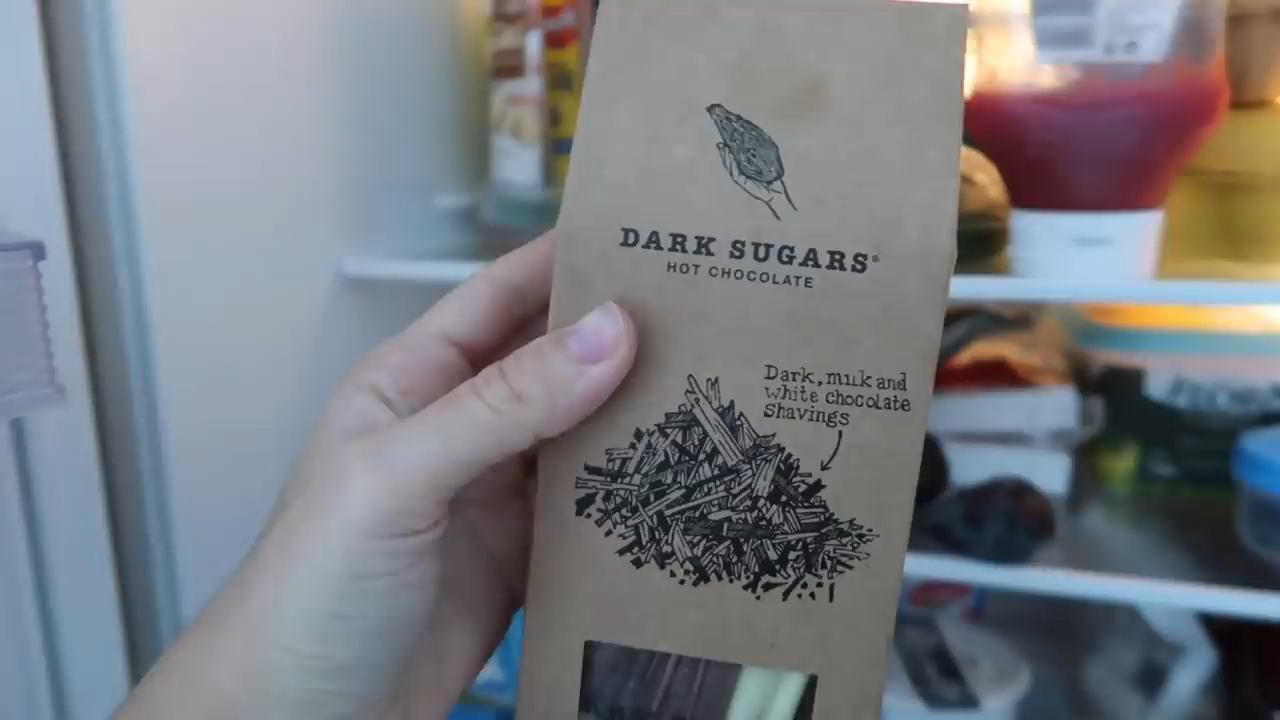 DARK SUGARS®
HOT CHOCOLATE
Dark, milk and
white chocolate
Shavings